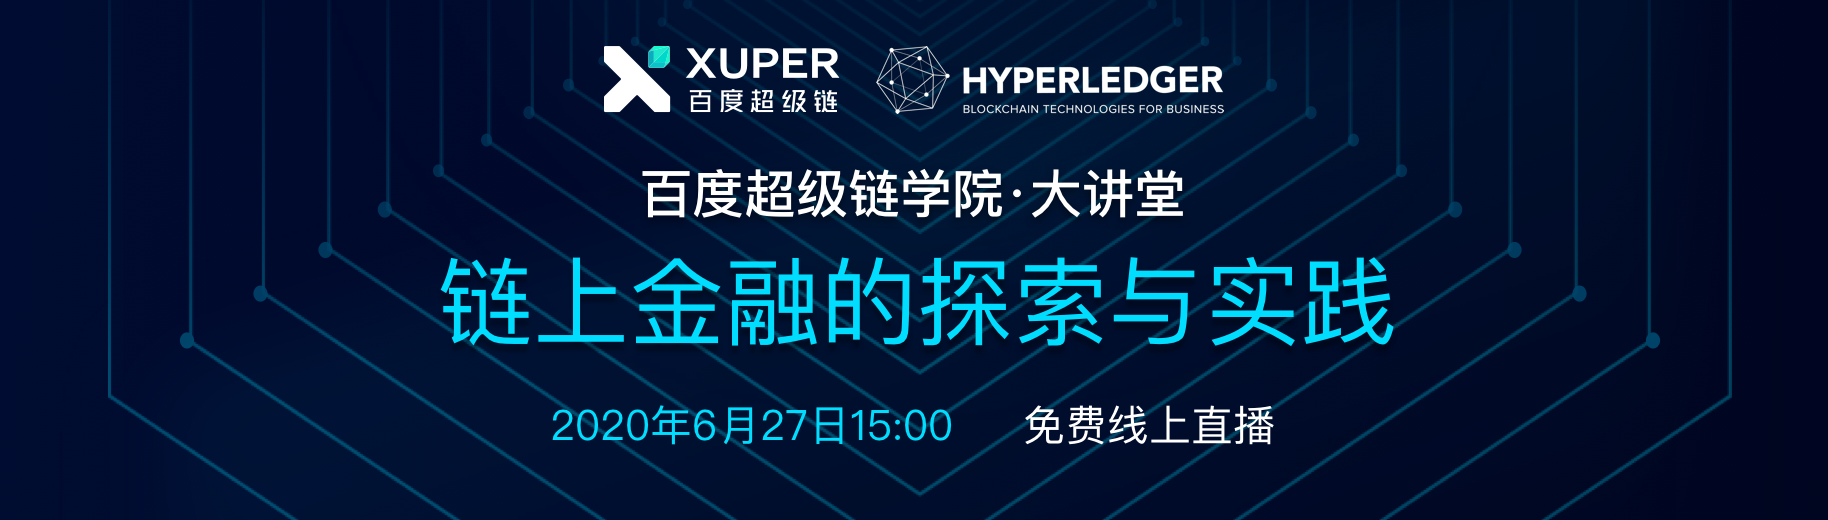 XUPER
百度超级链
HYPERLEDGER
BLOCKCHAIN TECHNOLOGIES FOR BUSINESS
百度超级链学院·大讲堂
链上金融的探索与实践
2020年6月27日15:00 免费线上直播